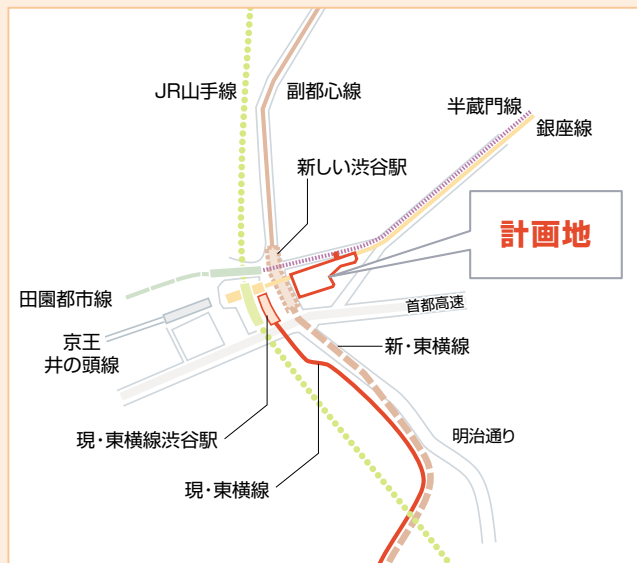 JR山手線
副都心線
半蔵門線
銀座線
新しい渋谷駅
計画地
田園都市線
首都高速
京王
井の頭線
新・東横線
現・東横線渋谷駅
明治通り
現・東横線